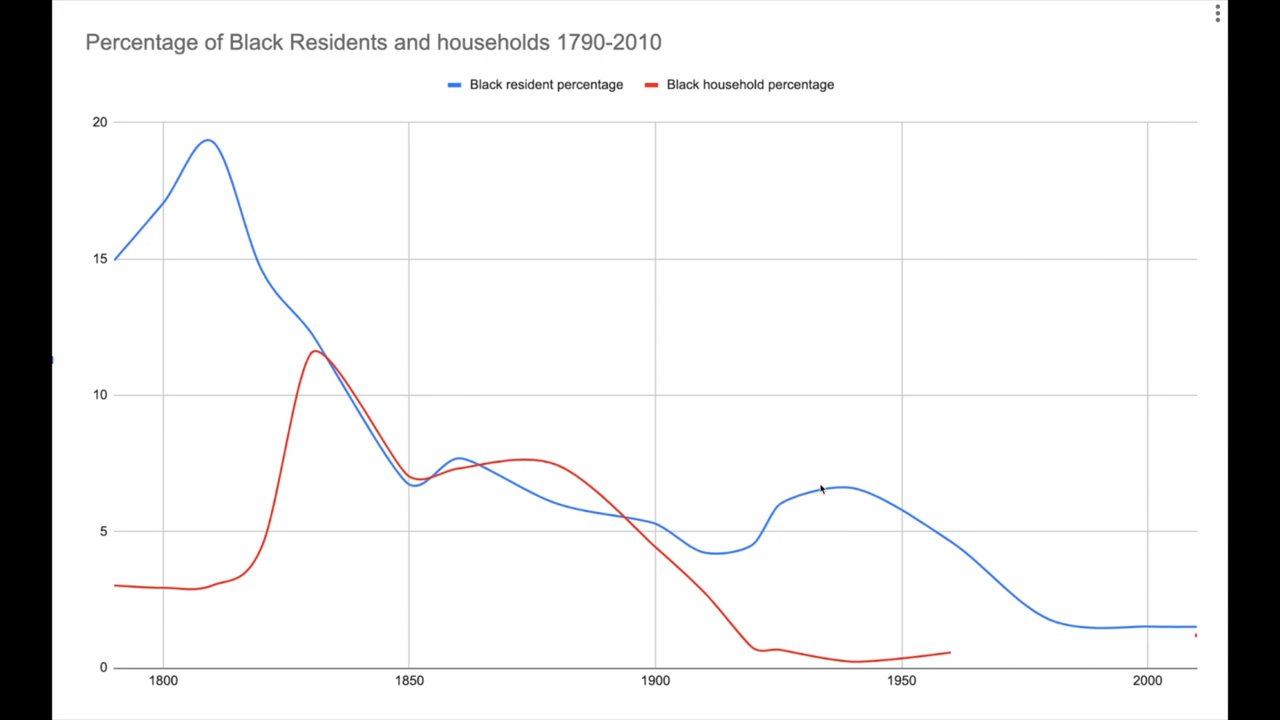 Percentage of Black Residents and households 1790-2010
Black resident percentage Black household percentage
20
15
10
5
0
1800 1850 1900 1950 2000